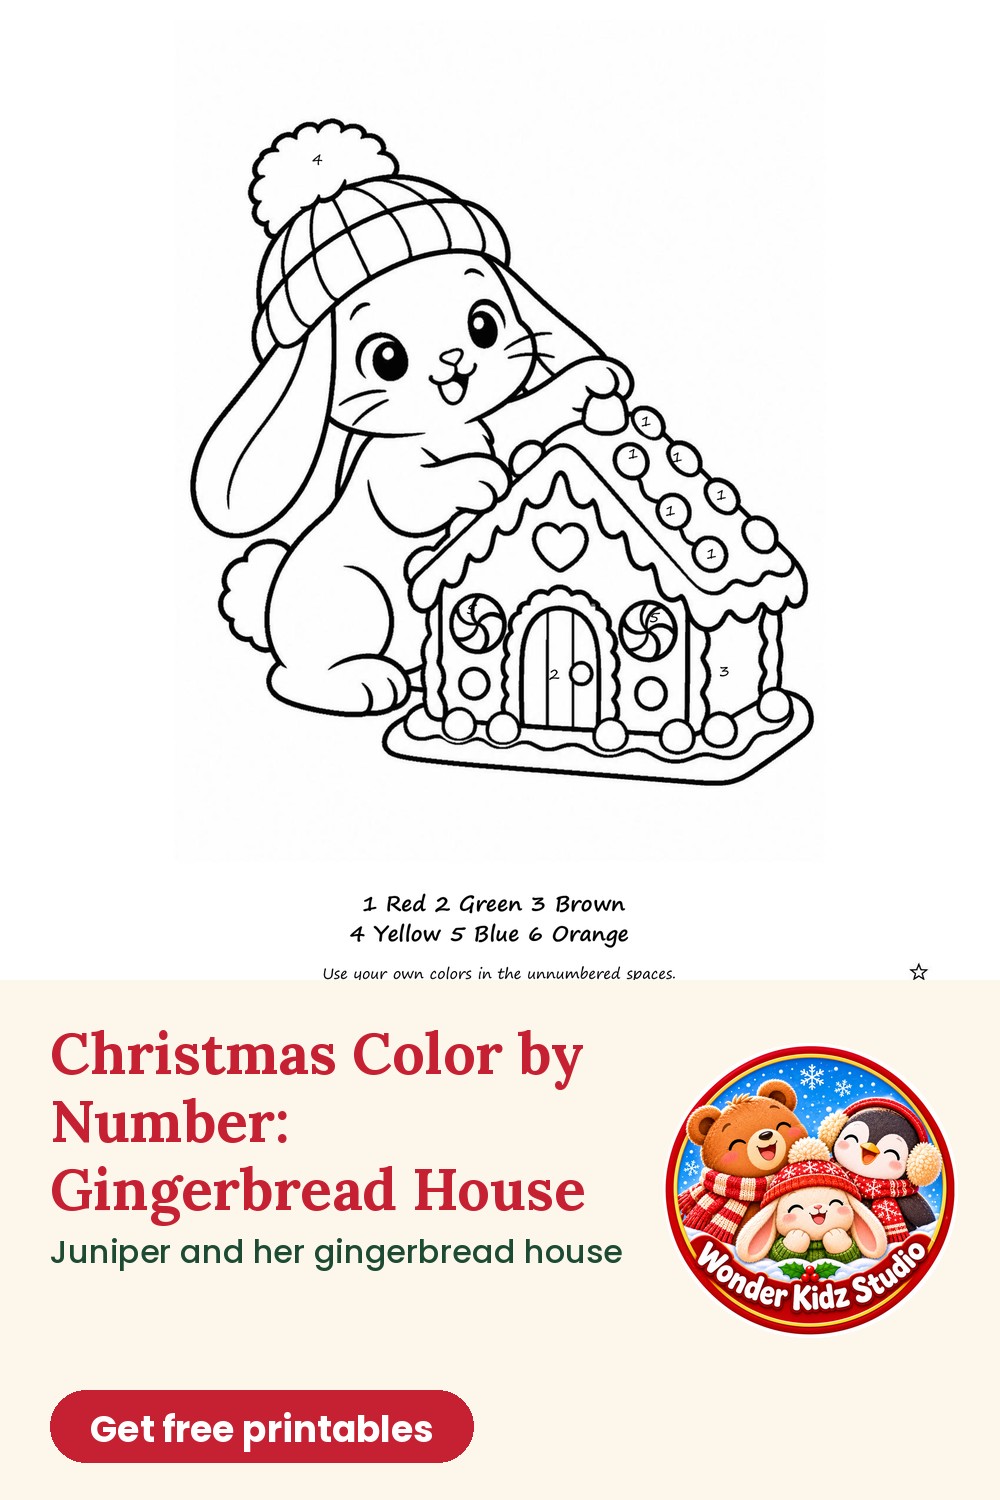 4
1
1
1
1
1
1
5
5
2
3
1 Red 2 Green 3 Brown
4 Yellow 5 Blue 6 Orange
Use your own colors in the unnumbered spaces.
Christmas Color by
Number:
Gingerbread House
Juniper and her gingerbread house
Wonder Kidz Studio
Get free printables